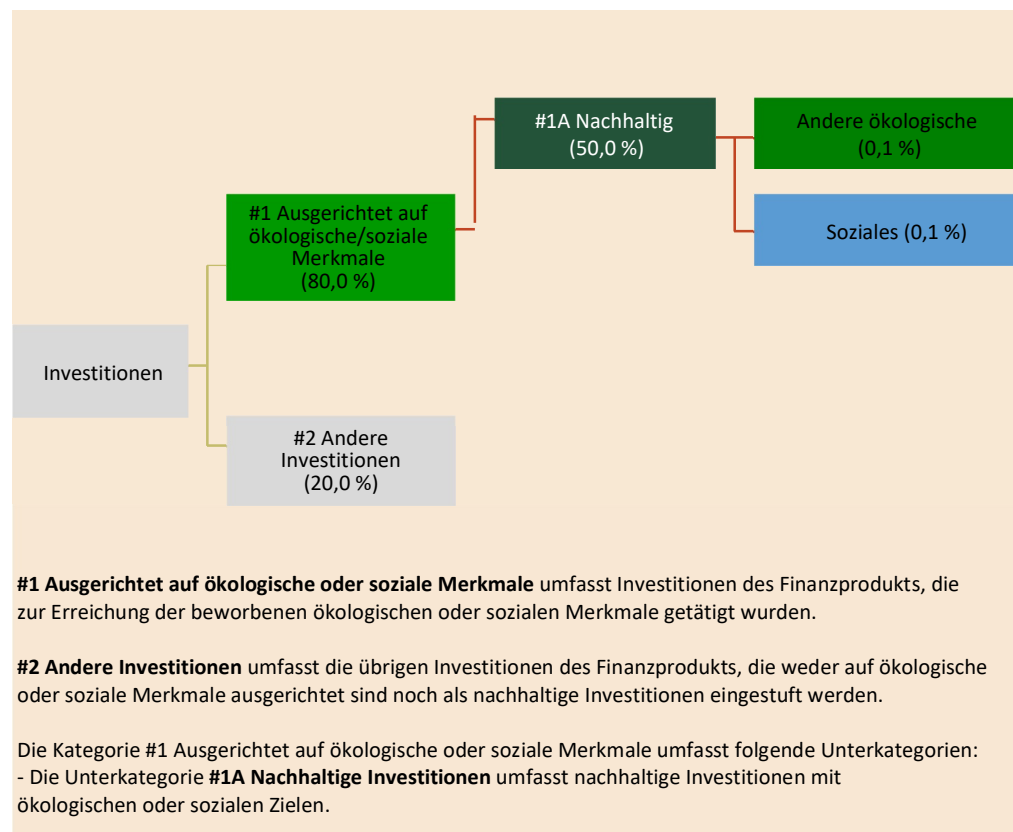 #1A Nachhaltig
(50,0 %)
Andere ökologische
(0,1 %)
#1 Ausgerichtet auf
ökologische/soziale
Merkmale
(80,0 %)
Soziales (0,1 %)
Investitionen
#2 Andere
Investitionen
(20,0 %)
#1 Ausgerichtet auf ökologische oder soziale Merkmale umfasst Investitionen des Finanzprodukts, die
zur Erreichung der beworbenen ökologischen oder sozialen Merkmale getätigt wurden.
#2 Andere Investitionen umfasst die übrigen Investitionen des Finanzprodukts, die weder auf ökologische
oder soziale Merkmale ausgerichtet sind noch als nachhaltige Investitionen eingestuft werden.
Die Kategorie #1 Ausgerichtet auf ökologische oder soziale Merkmale umfasst folgende Unterkategorien:
- Die Unterkategorie #1A Nachhaltige Investitionen umfasst nachhaltige Investitionen mit
ökologischen oder sozialen Zielen.